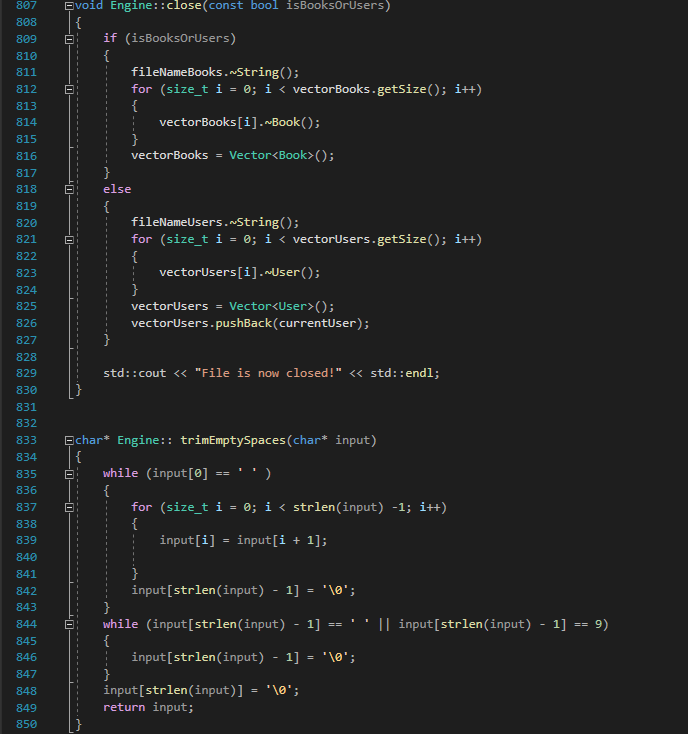 807 void Engine::close(const bool isBooksOrUsers)
808 {
809     if (isBooksOrUsers)
810     {
811         fileNameBooks.~String();
812         for (size_t i = 0; i < vectorBooks.getSize(); i++)
813         {
814             vectorBooks[i].~Book();
815         }
816         vectorBooks = Vector<Book>();
817     }
818     else
819     {
820         fileNameUsers.~String();
821         for (size_t i = 0; i < vectorUsers.getSize(); i++)
822         {
823             vectorUsers[i].~User();
824         }
825         vectorUsers = Vector<User>();
826         vectorUsers.pushBack(currentUser);
827     }
828
829     std::cout << "File is now closed!" << std::endl;
830 }
831
832
833 char* Engine:: trimEmptySpaces(char* input)
834 {
835     while (input[0] == ' ' )
836     {
837         for (size_t i = 0; i < strlen(input) -1; i++)
838         {
839             input[i] = input[i + 1];
840
841         }
842         input[strlen(input) - 1] = '\0';
843     }
844     while (input[strlen(input) - 1] == ' ' || input[strlen(input) - 1] == 9)
845     {
846         input[strlen(input) - 1] = '\0';
847     }
848     input[strlen(input)] = '\0';
849     return input;
850 }